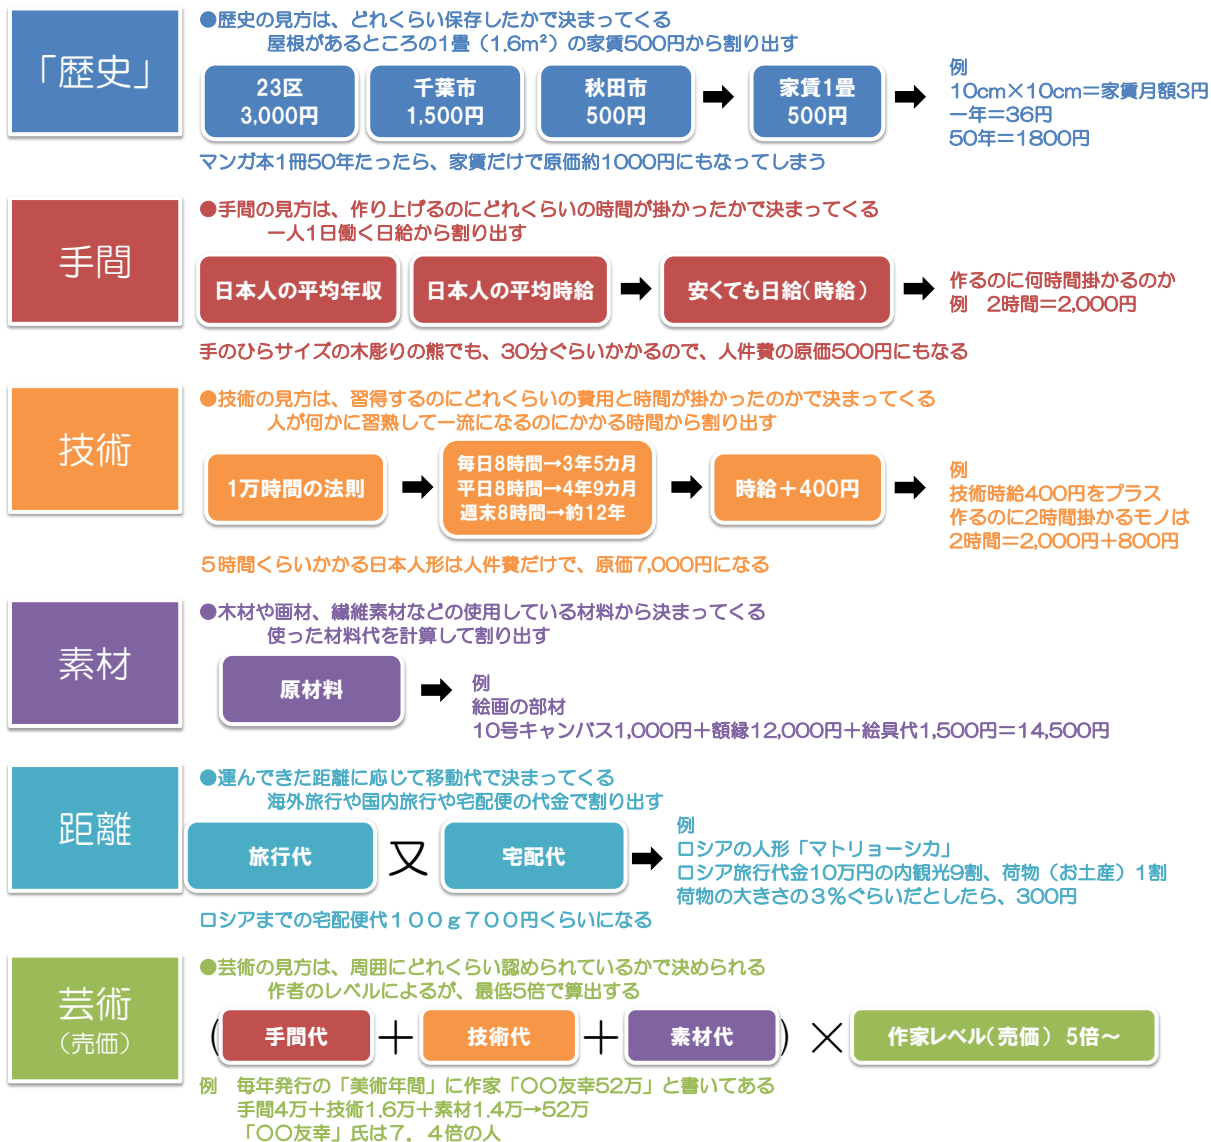 「歴史」
●歴史の見方は、どれくらい保存したかで決まってくる
屋根があるところの1畳（1.6m²）の家賃500円から割り出す
23区
3,000円
千葉市
1,500円
秋田市
500円
家賃1畳
500円
例
10cm×10cm＝家賃月額3円
一年＝36円
50年＝1800円
マンガ本1冊50年たったら、家賃だけで原価約1000円にもなってしまう
手間
●手間の見方は、作り上げるのにどれくらいの時間が掛かったかで決まってくる
一人1日働く日給から割り出す
日本人の平均年収
日本人の平均時給
安くても日給（時給）
作るのに何時間掛かるのか
例　2時間＝2,000円
手のひらサイズの木彫りの熊でも、30分ぐらいかかるので、人件費の原価500円にもなる
技術
●技術の見方は、習得するのにどれくらいの費用と時間が掛かったのかで決まってくる
人が何かに習熟して一流になるのにかかる時間から割り出す
1万時間の法則
毎日8時間→3年5カ月
平日8時間→4年9カ月
週末8時間→約12年
時給＋400円
例
技術時給400円をプラス
作るのに2時間掛かるモノは
2時間＝2,000円＋800円
５時間くらいかかる日本人形は人件費だけで、原価7,000円になる
素材
●木材や画材、繊維素材などの使用している材料から決まってくる
使った材料代を計算して割り出す
原材料
例
絵画の部材
10号キャンバス1,000円＋額縁12,000円＋絵具代1,500円＝14,500円
距離
●運んできた距離に応じて移動代で決まってくる
海外旅行や国内旅行や宅配便の代金で割り出す
旅行代
又
宅配代
例
ロシアの人形「マトリョーシカ」
ロシア旅行代金10万円の内観光9割、荷物（お土産）1割
荷物の大きさの３％ぐらいだとしたら、300円
ロシアまでの宅配便代１００ｇ７００円くらいになる
芸術
（売価）
●芸術の見方は、周囲にどれくらい認められているかで決められる
作者のレベルによるが、最低5倍で算出する
（手間代＋技術代＋素材代）×作家レベル（売価）　5倍～
例　毎年発行の「美術年間」に作家「〇〇友幸52万」と書いてある
手間4万＋技術1.6万＋素材1.4万→52万
「〇〇友幸」氏は７．４倍の人